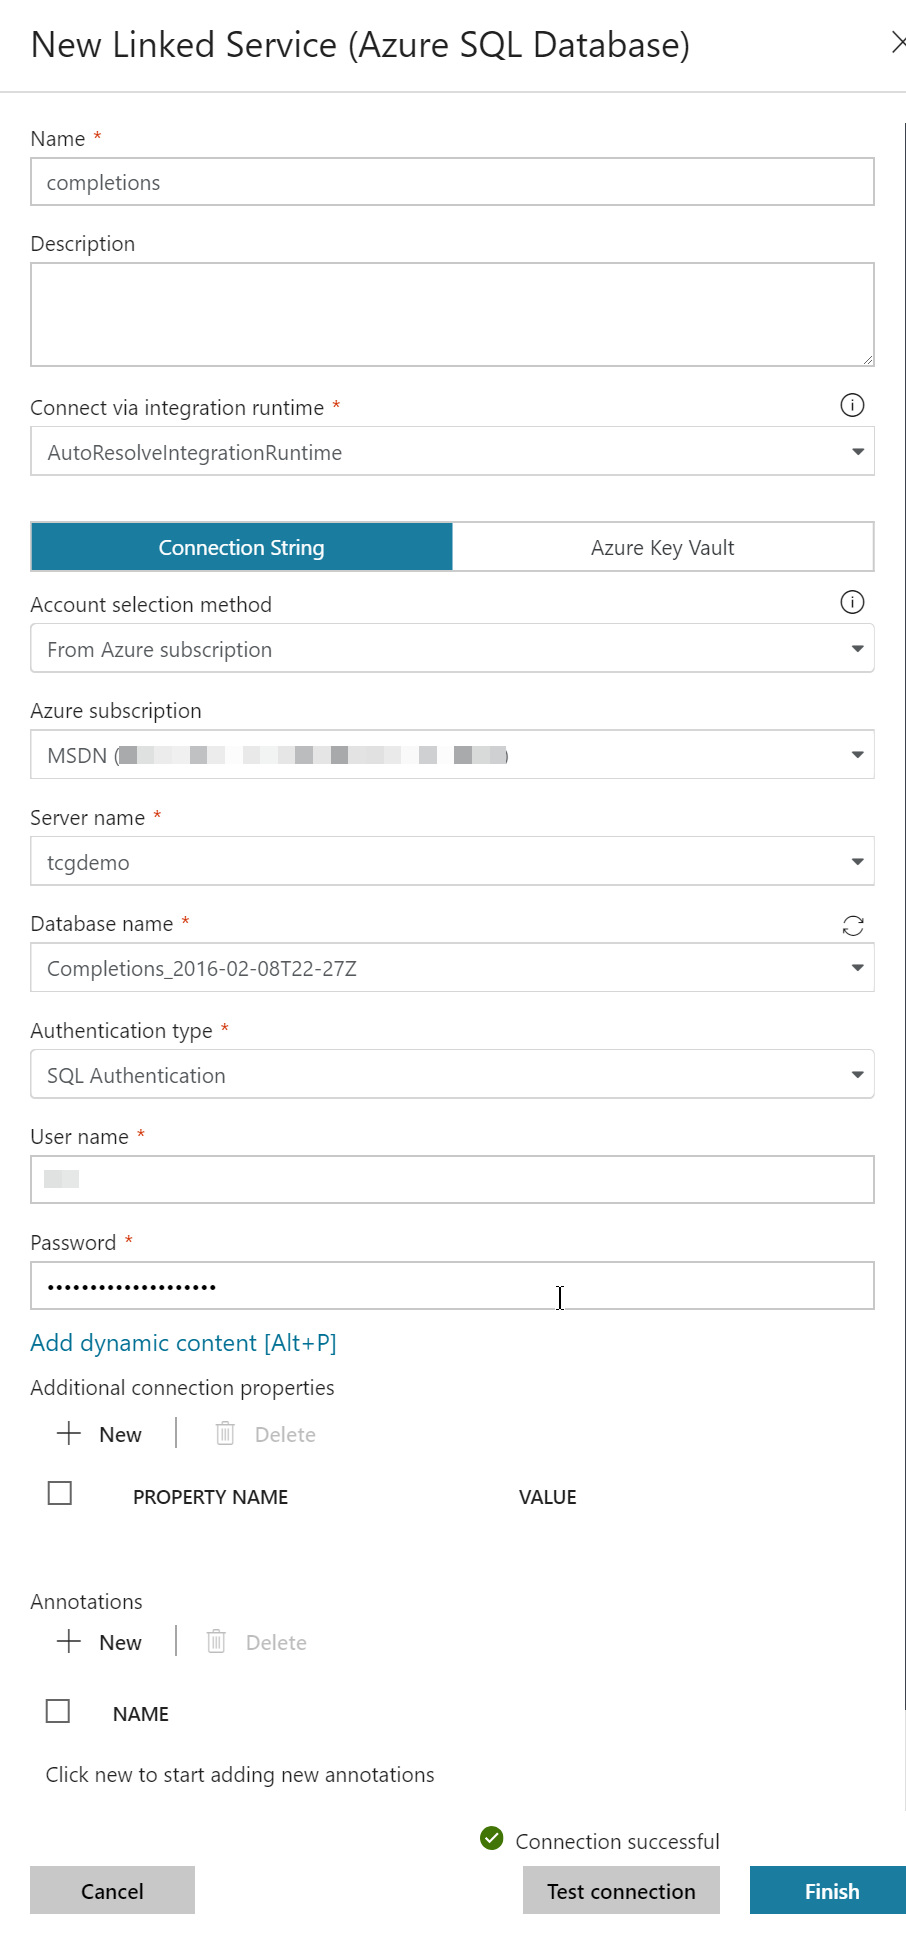 New Linked Service (Azure SQL Database)
Name *
completions
Description
Connect via integration runtime *
AutoResolveIntegrationRuntime
Connection String
Azure Key Vault
Account selection method
From Azure subscription
Azure subscription
MSDN ( )
Server name *
tcgdemo
Database name *
Completions_2016-02-08T22-27Z
Authentication type *
SQL Authentication
User name *
Password *
•••••••••••••••••••
Add dynamic content [Alt+P]
Additional connection properties
New
Delete
PROPERTY NAME
VALUE
Annotations
New
Delete
NAME
Click new to start adding new annotations
Connection successful
Cancel
Test connection
Finish